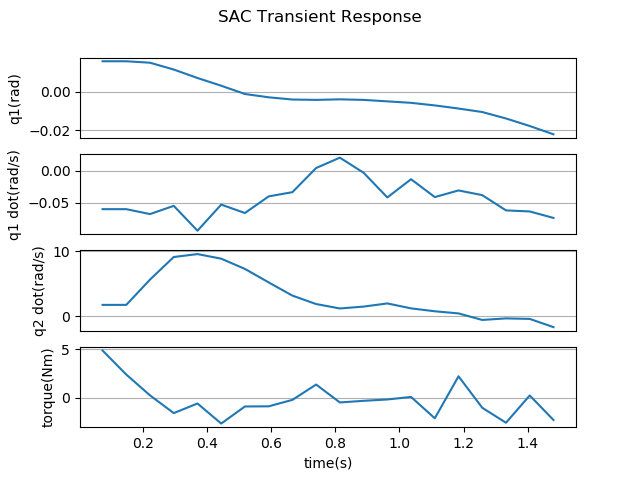 SAC Transient Response
q1(rad)
0.00
−0.02
q1 dot(rad/s)
0.00
−0.05
q2 dot(rad/s)
10
0
torque(Nm)
5
0
0.2 0.4 0.6 0.8 1.0 1.2 1.4
time(s)